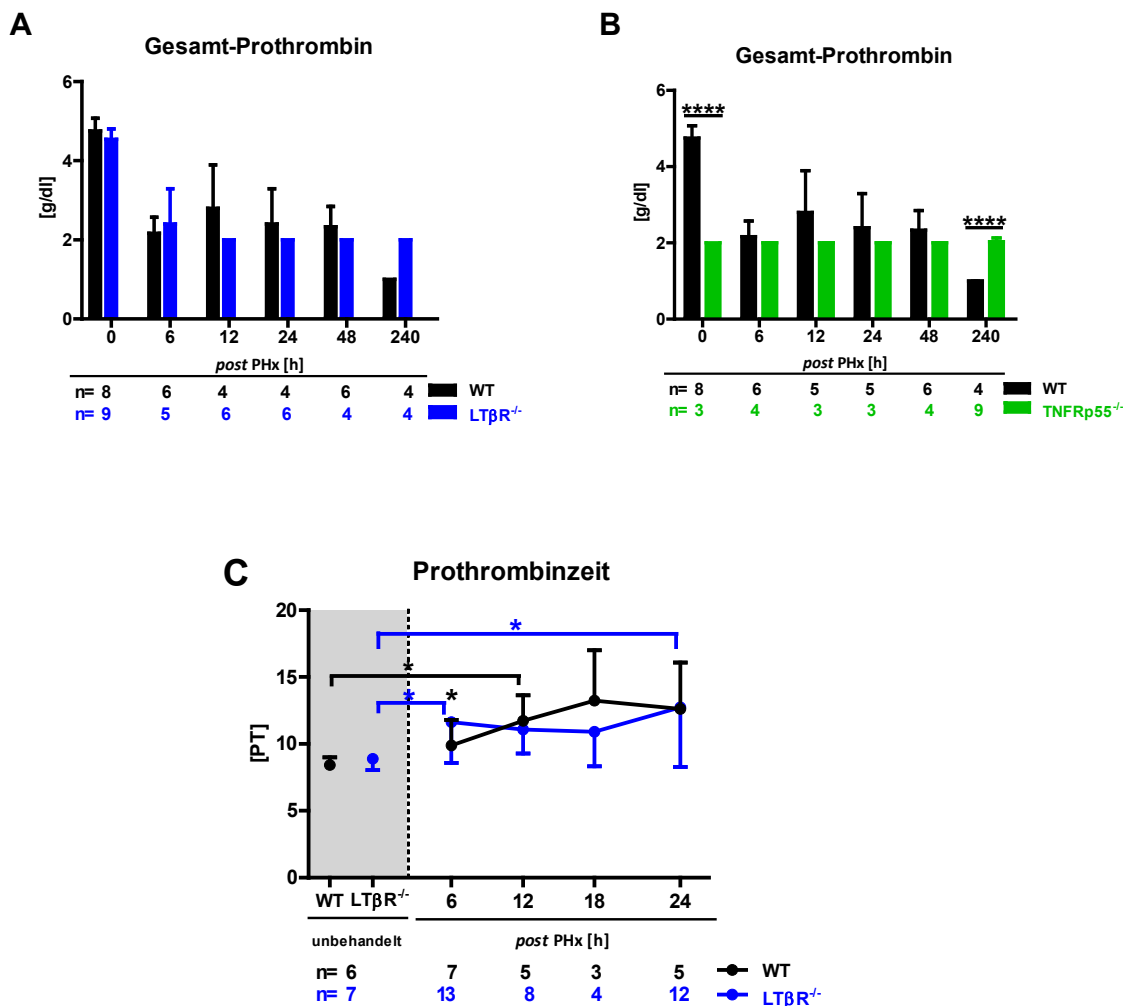 A
Gesamt-Prothrombin
[g/dl]
6
4
2
0
0 6 12 24 48 240
post PHx [h]
n= 8 6 4 4 6 4 WT
n= 9 5 6 6 4 4 LTβR-/-
B
Gesamt-Prothrombin
[g/dl]
6
4
2
0
**** ****
0 6 12 24 48 240
post PHx [h]
n= 8 6 5 5 6 4 WT
n= 3 4 3 3 4 9 TNFRp55-/-
C
Prothrombinzeit
[PT]
20
15
10
5
0
*
*
* *
WT LTβR-/- 6 12 18 24
unbehandelt post PHx [h]
n= 6 7 5 3 5 WT
n= 7 13 8 4 12 LTβR-/-